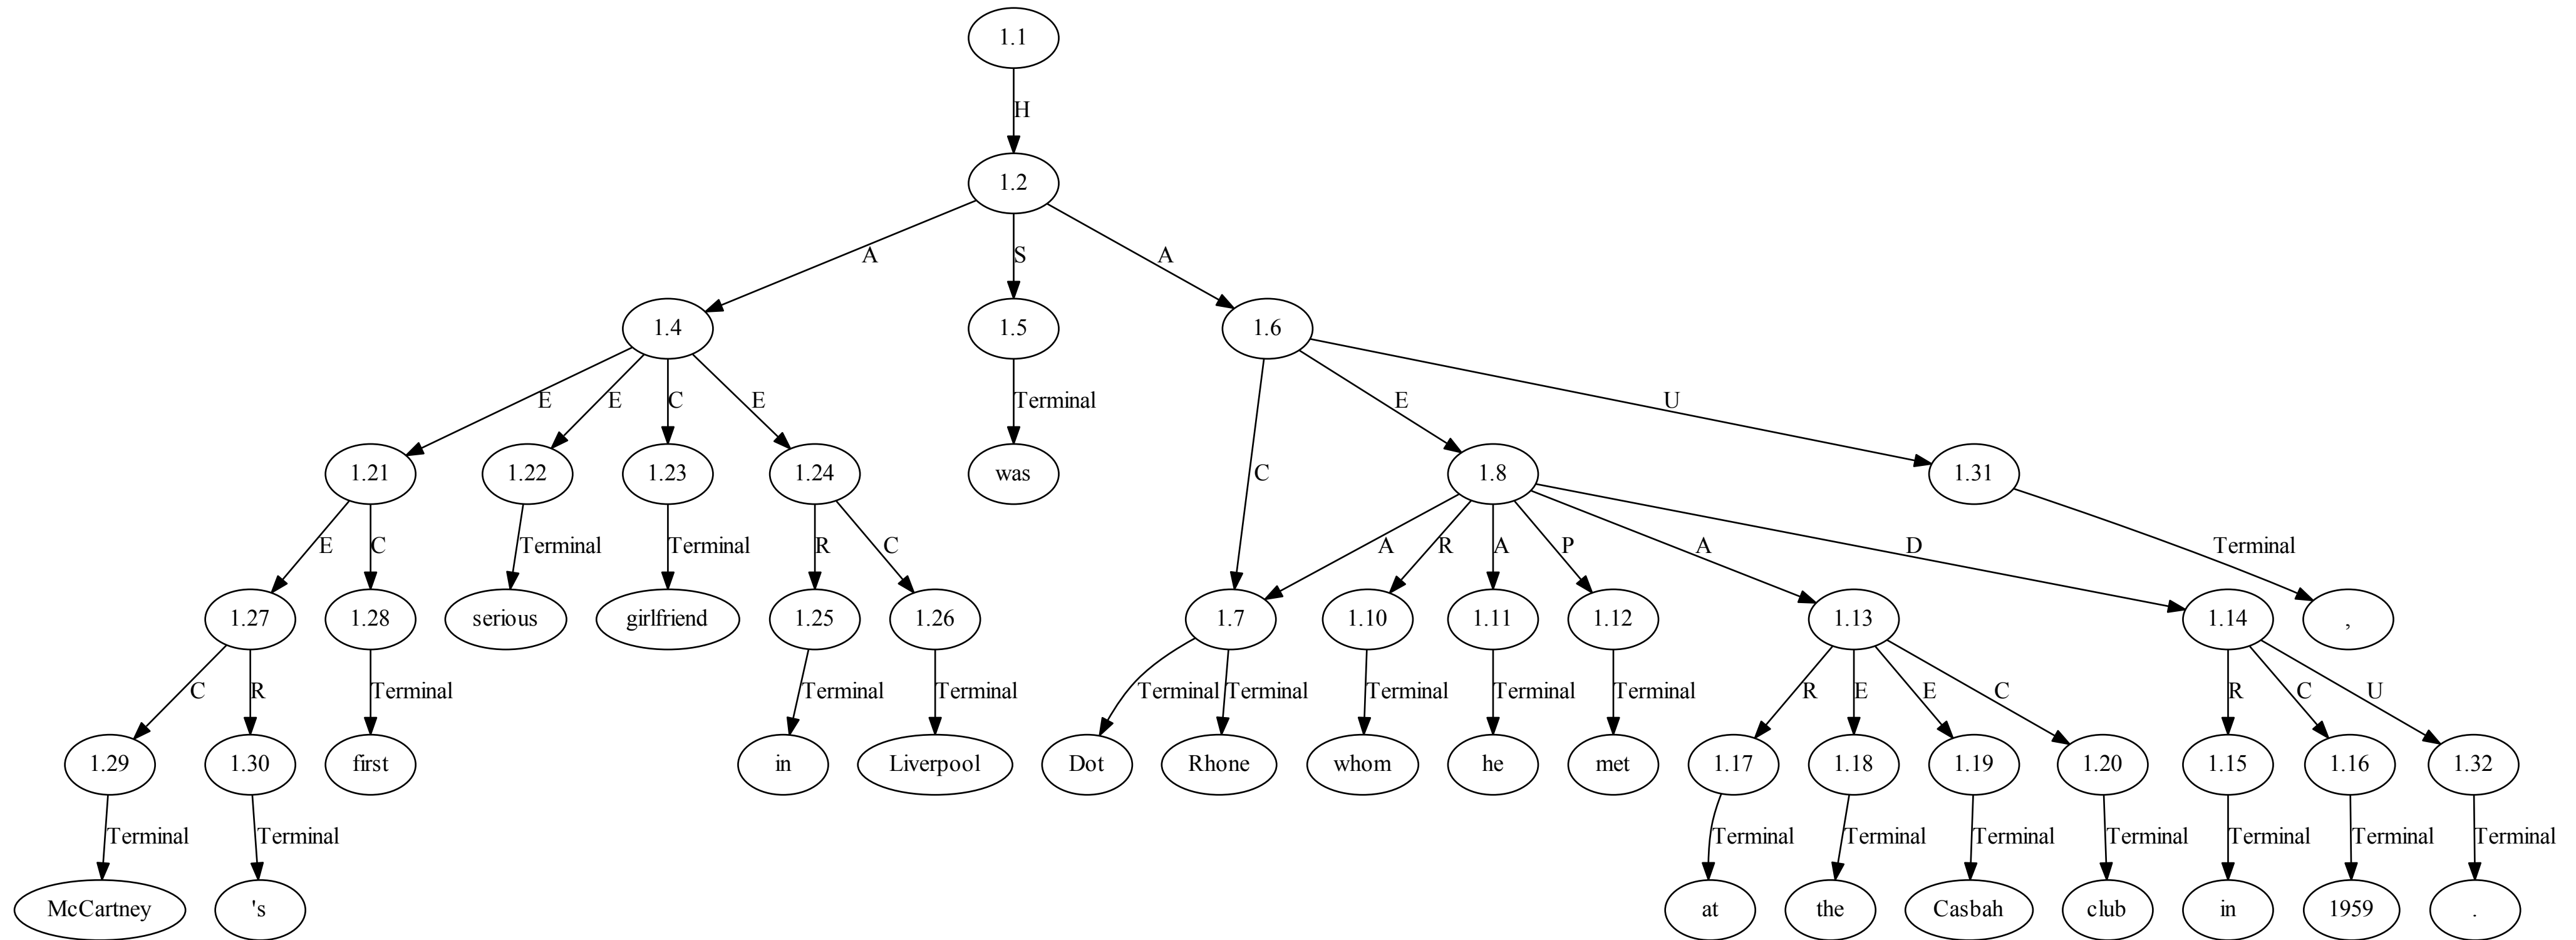 1.1
H
1.2
A S A
1.4 1.5 1.6
E E C E Terminal C E U
1.21 1.22 1.23 1.24 was 1.8 1.31
E C Terminal Terminal R C A R A P A D Terminal
1.27 1.28 serious girlfriend 1.25 1.26 1.7 1.10 1.11 1.12 1.13 1.14 ,
C R Terminal Terminal Terminal Terminal Terminal Terminal Terminal Terminal R E E C R C U
1.29 1.30 first in Liverpool Dot Rhone whom he met 1.17 1.18 1.19 1.20 1.15 1.16 1.32
Terminal Terminal Terminal Terminal Terminal Terminal Terminal Terminal Terminal
McCartney 's at the Casbah club in 1959 .